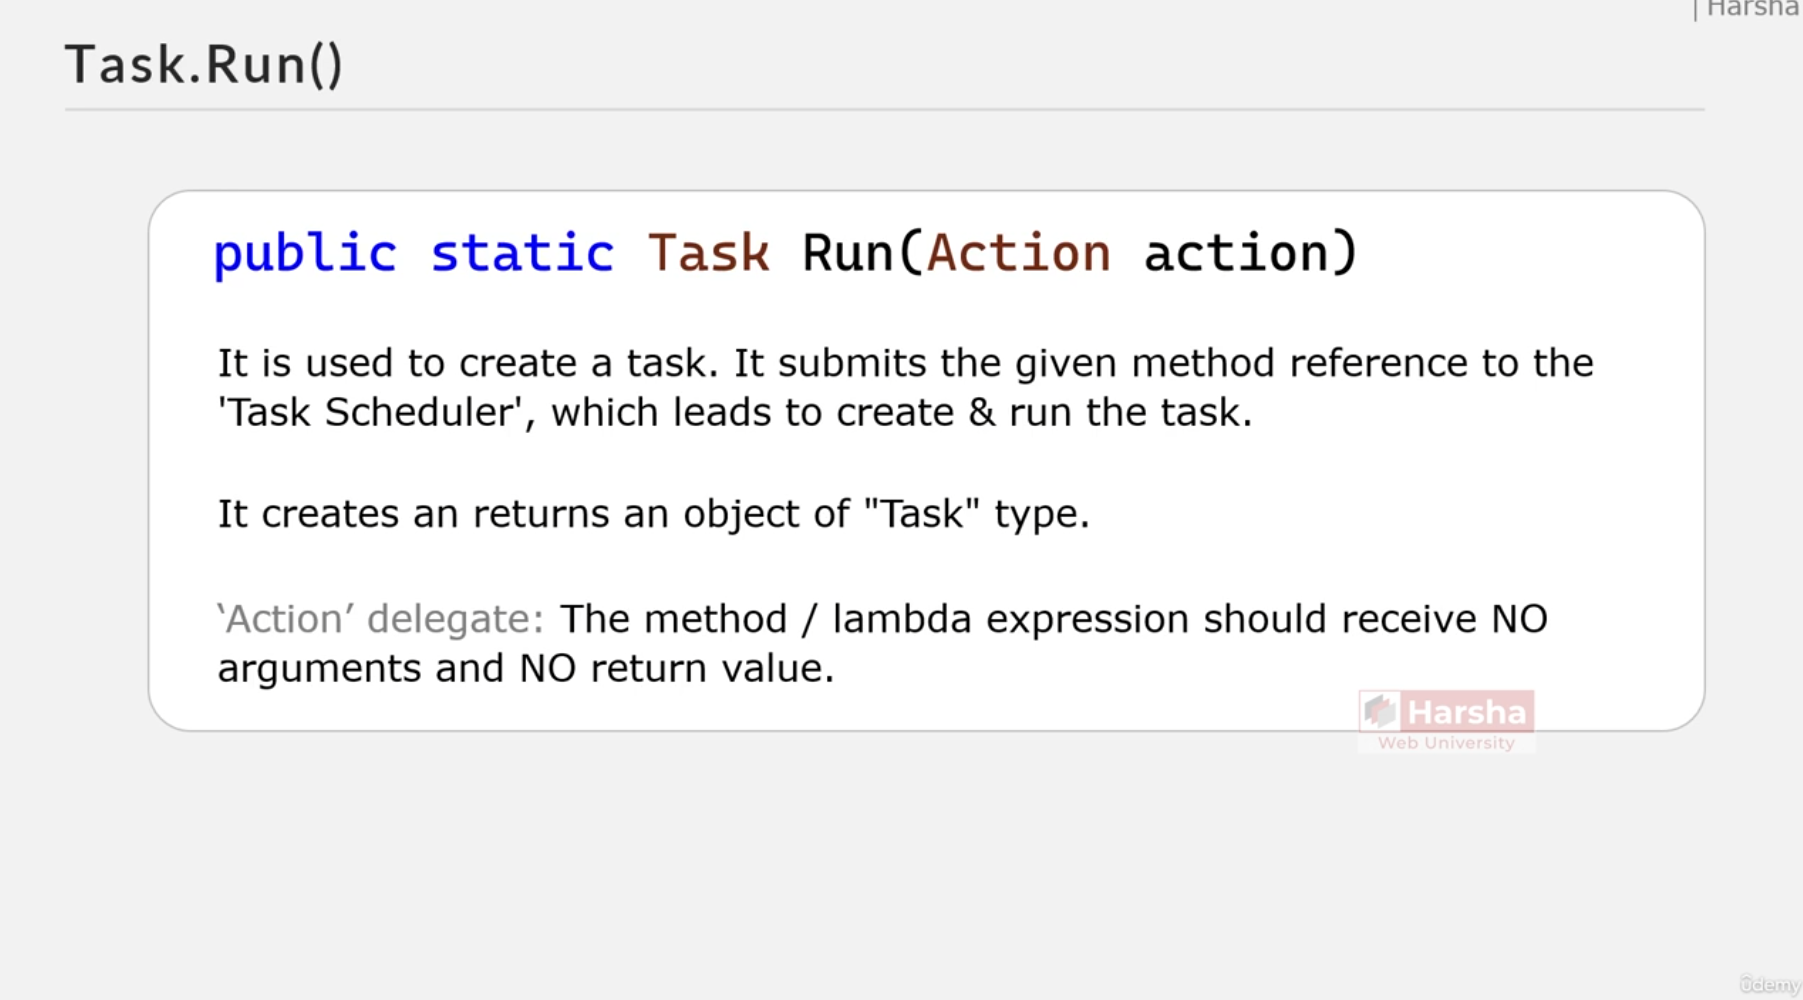 | Harsha
Task.Run()
public static Task Run(Action action)
It is used to create a task. It submits the given method reference to the
'Task Scheduler', which leads to create & run the task.
It creates an returns an object of "Task" type.
‘Action’ delegate: The method / lambda expression should receive NO
arguments and NO return value.
Harsha
Web University
ûdemy